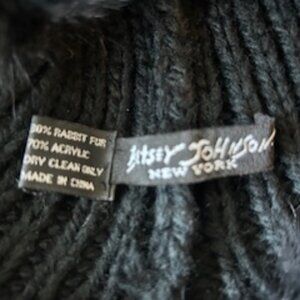 30% RABBIT FUR
70% ACRYLIC
DRY CLEAN ONLY
MADE IN CHINA
BETSEY JOHNSON
NEW YORK